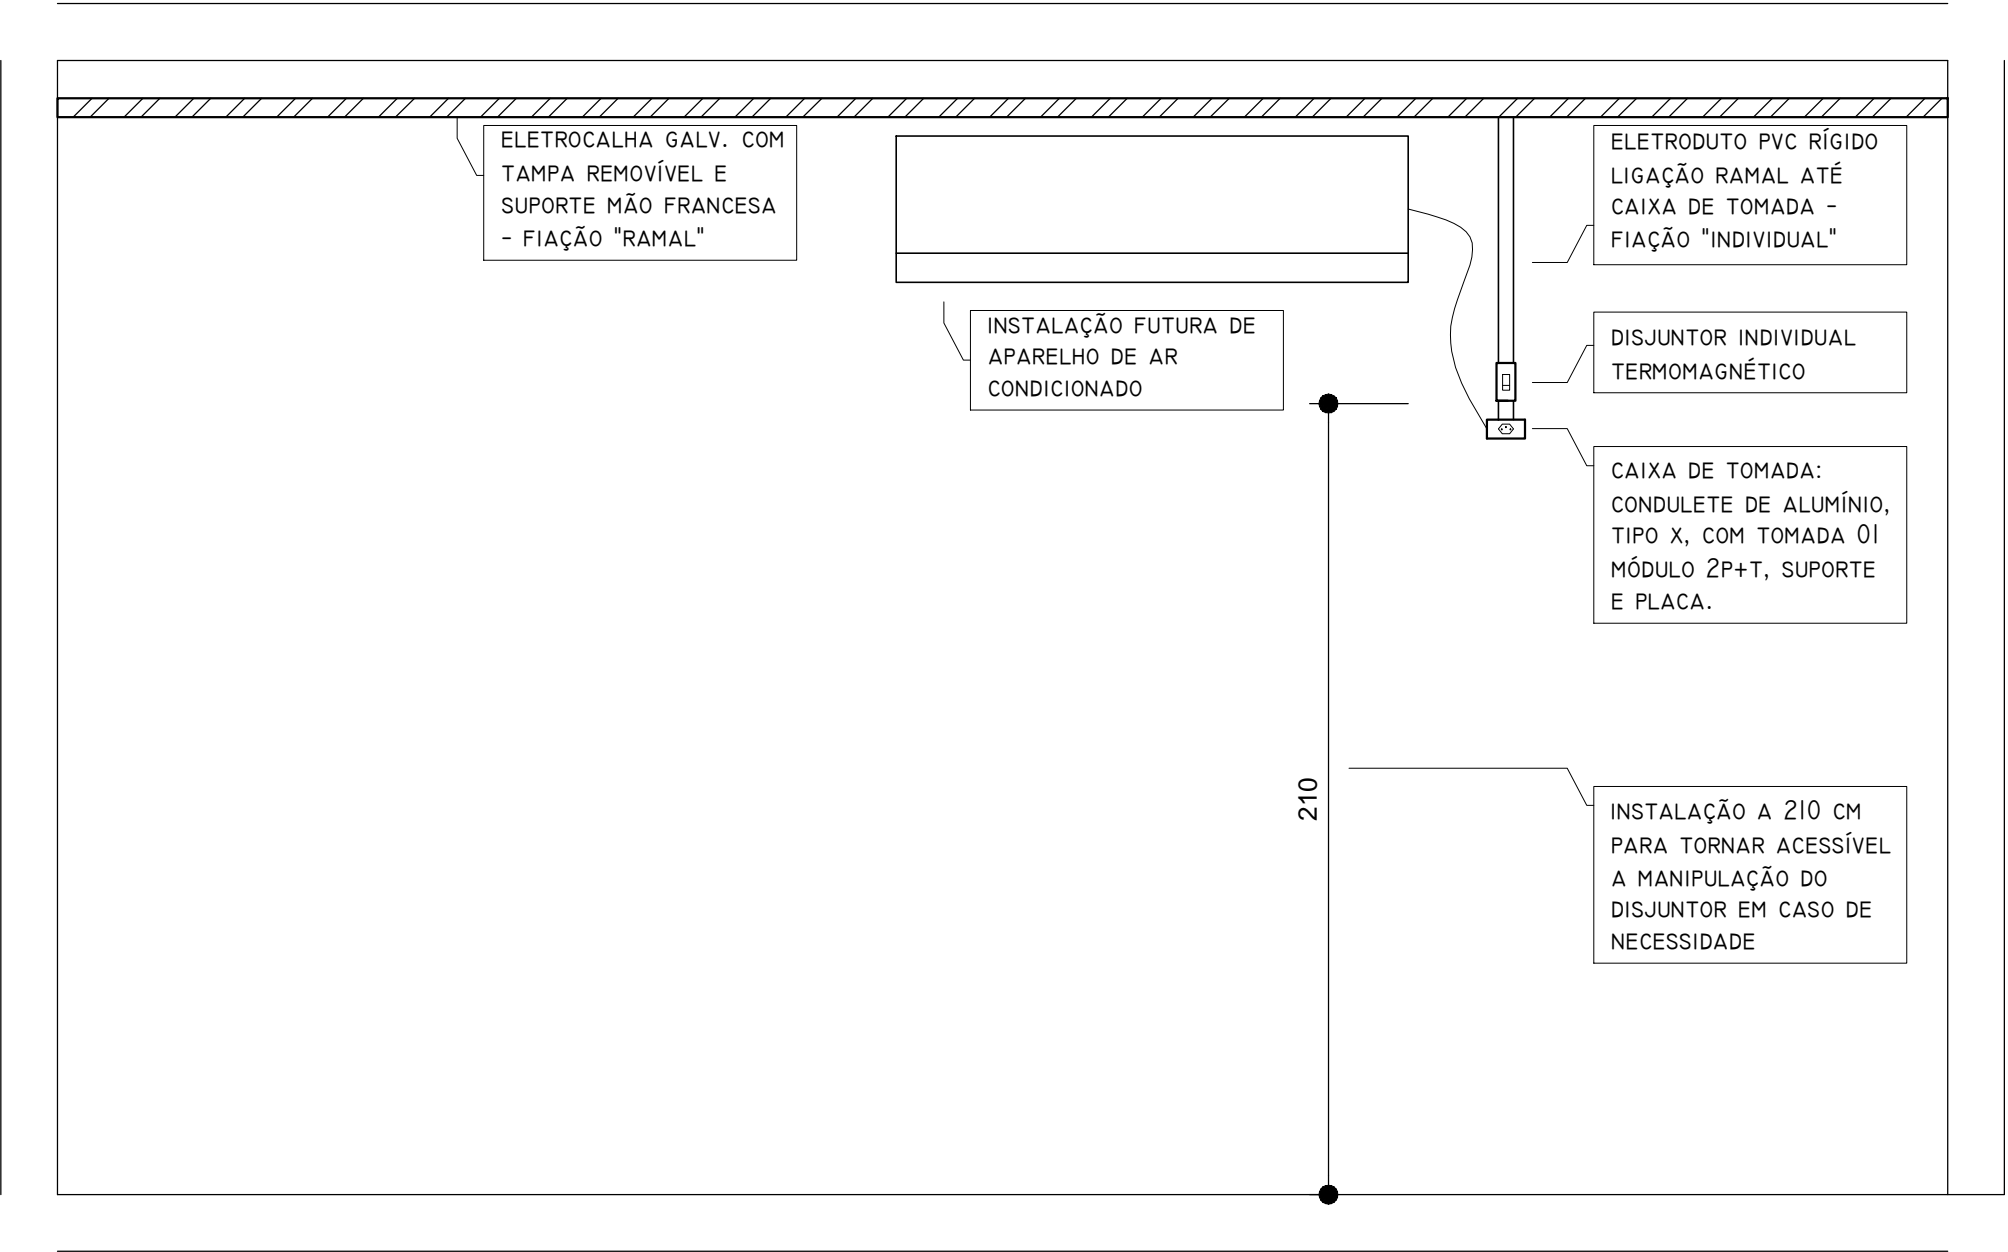 ELETROCALHA GALV. COM
TAMPA REMOVÍVEL E
SUPORTE MÃO FRANCESA
- FIAÇÃO "RAMAL"
INSTALAÇÃO FUTURA DE
APARELHO DE AR
CONDICIONADO
ELETRODUTO PVC RÍGIDO
LIGAÇÃO RAMAL ATÉ
CAIXA DE TOMADA -
FIAÇÃO "INDIVIDUAL"
DISJUNTOR INDIVIDUAL
TERMOMAGNÉTICO
CAIXA DE TOMADA:
CONDULETE DE ALUMÍNIO,
TIPO X, COM TOMADA 01
MÓDULO 2P+T, SUPORTE
E PLACA.
210
INSTALAÇÃO A 210 CM
PARA TORNAR ACESSÍVEL
A MANIPULAÇÃO DO
DISJUNTOR EM CASO DE
NECESSIDADE